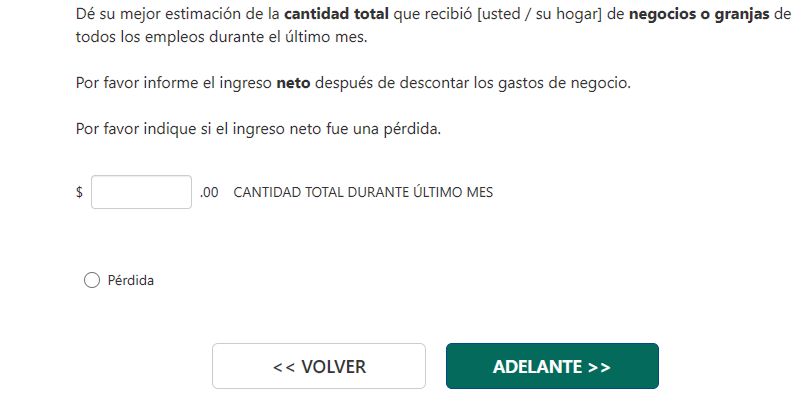 Dé su mejor estimación de la cantidad total que recibió [usted / su hogar] de negocios o granjas de
todos los empleos durante el último mes.
Por favor informe el ingreso neto después de descontar los gastos de negocio.
Por favor indique si el ingreso neto fue una pérdida.
$ .00 CANTIDAD TOTAL DURANTE ÚLTIMO MES
Pérdida
<< VOLVER ADELANTE >>